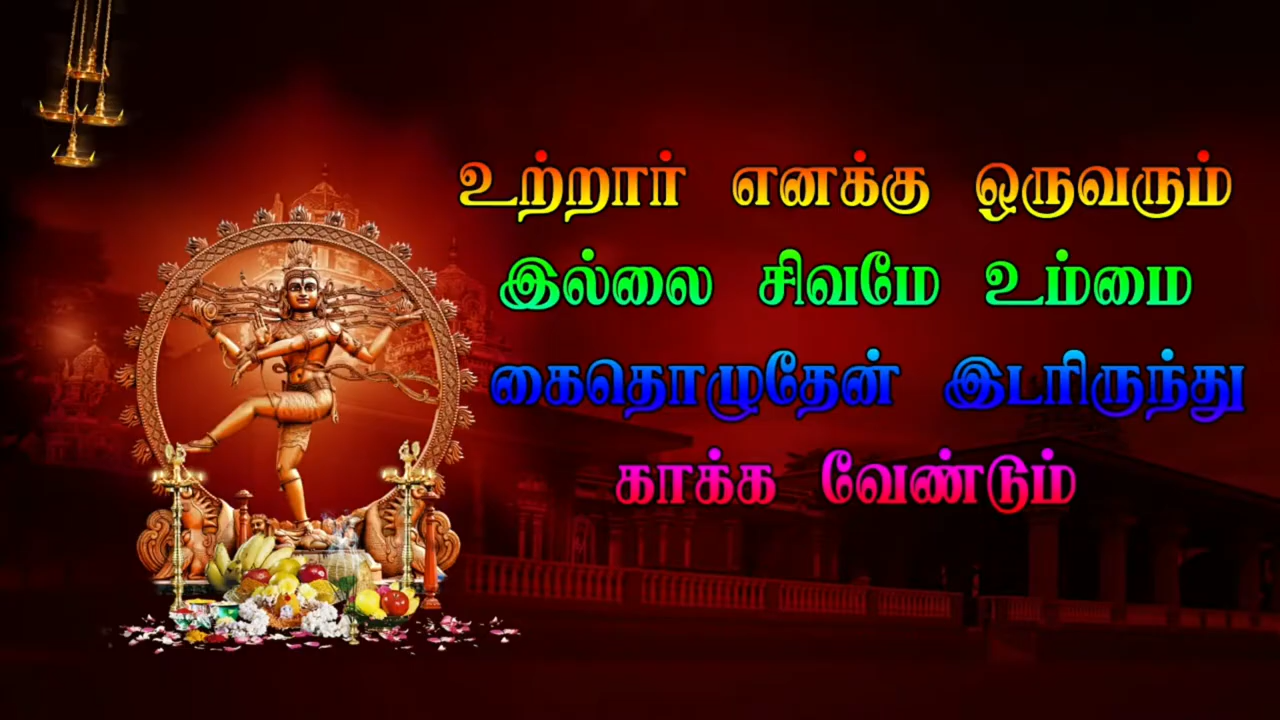 உற்றார் எனக்கு ஒருவரும்
இல்லை சிவமே உம்மை
கைதொழுதேன் இடரிருந்து
காக்க வேண்டும்